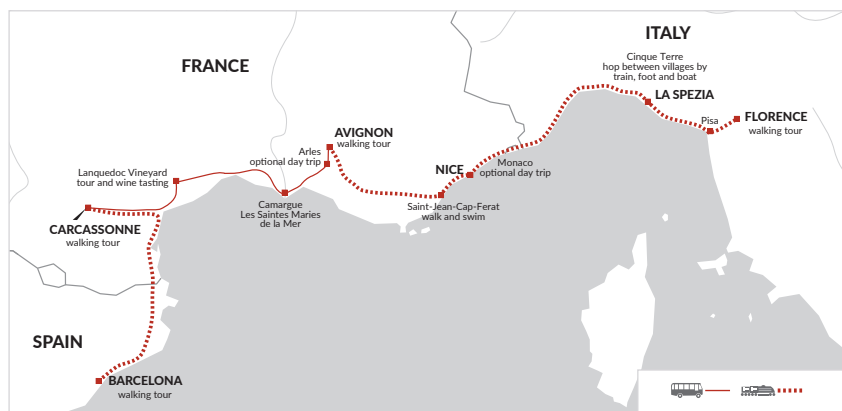 ITALY
FRANCE
Cinque Terre
hop between villages by
train, foot and boat
LA SPEZIA
Pisa
FLORENCE
walking tour
AVIGNON
walking tour
Arles
optional day trip
NICE
Monaco
optional day trip
Lanquedoc Vineyard
tour and wine tasting
Camargue
Les Saintes Maries
de la Mer
Saint-Jean-Cap-Ferat
walk and swim
CARCASSONNE
walking tour
SPAIN
BARCELONA
walking tour